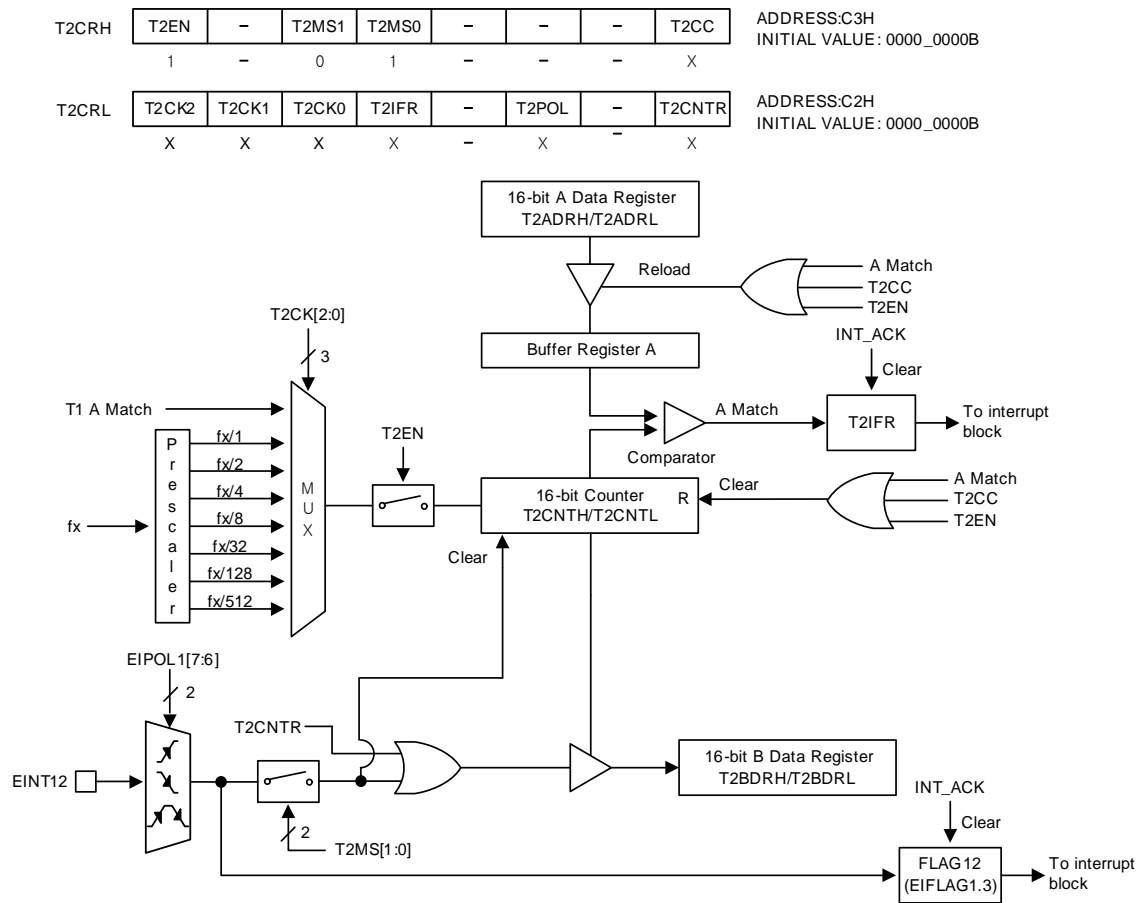 T2CRH T2EN – T2MS1 T2MS0 – – – T2CC ADDRESS:C3H
INITIAL VALUE: 0000_0000B
1 – 0 1 – – – X
T2CRL T2CK2 T2CK1 T2CK0 T2IFR – T2POL – T2CNTR ADDRESS:C2H
INITIAL VALUE: 0000_0000B
X X X X – X – X
16-bit A Data Register
T2ADRH/T2ADRL
Reload
A Match
T2CC
T2EN
T2CK[2:0]
3
Buffer Register A
INT_ACK
Clear
T1 A Match
A Match
T2IFR
To interrupt
block
Comparator
fx
Prescaler
fx/1
fx/2
fx/4
fx/8
fx/32
fx/128
fx/512
MUX
T2EN
16-bit Counter
T2CNTH/T2CNTL
R
Clear
A Match
T2CC
T2EN
Clear
EIPOL1[7:6]
2
T2CNTR
EINT12
2
T2MS[1:0]
16-bit B Data Register
T2BDRH/T2BDRL
INT_ACK
Clear
FLAG12
(EIFLAG1.3)
To interrupt
block